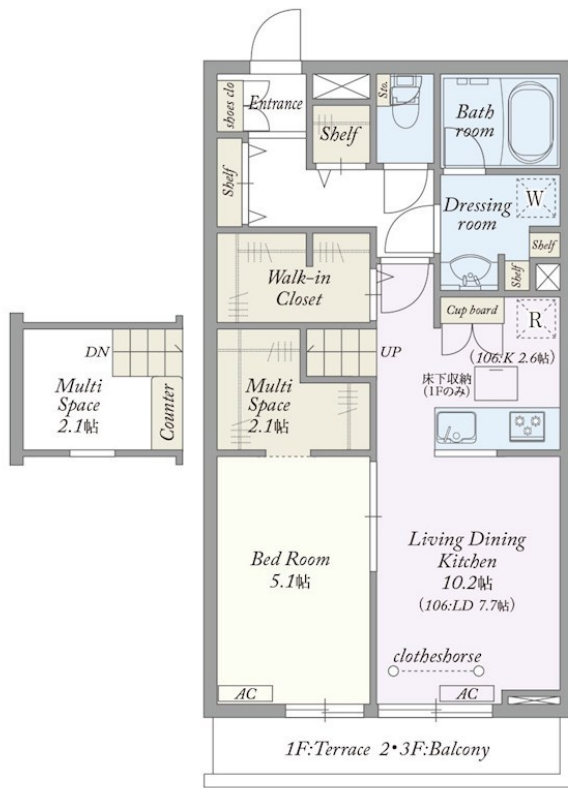 shoes clo
Entrance
Shelf
Sto.
Bath
room
Shelf
Dressing
room
W
Shelf
Shelf
Walk-in
Closet
Cup board
R
(106:K 2.6帖)
床下収納
(1Fのみ)
DN
Multi
Space
2.1帖
Counter
UP
Multi
Space
2.1帖
Bed Room
5.1帖
Living Dining
Kitchen
10.2帖
(106:LD 7.7帖)
clotheshorse
AC
AC
1F:Terrace 2・3F:Balcony